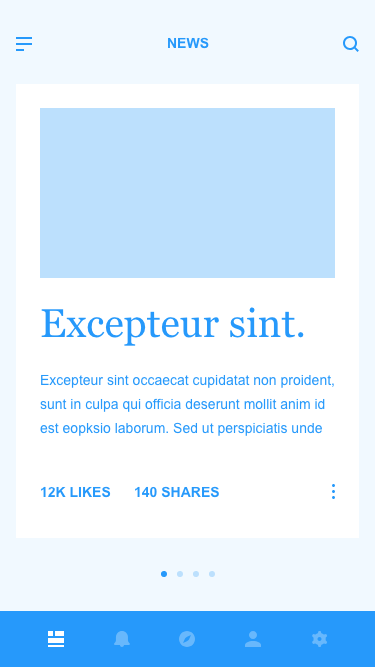 NEWS
Excepteur sint.
Excepteur sint occaecat cupidatat non proident,
sunt in culpa qui officia deserunt mollit anim id
est eopksio laborum. Sed ut perspiciatis unde
12K LIKES 140 SHARES